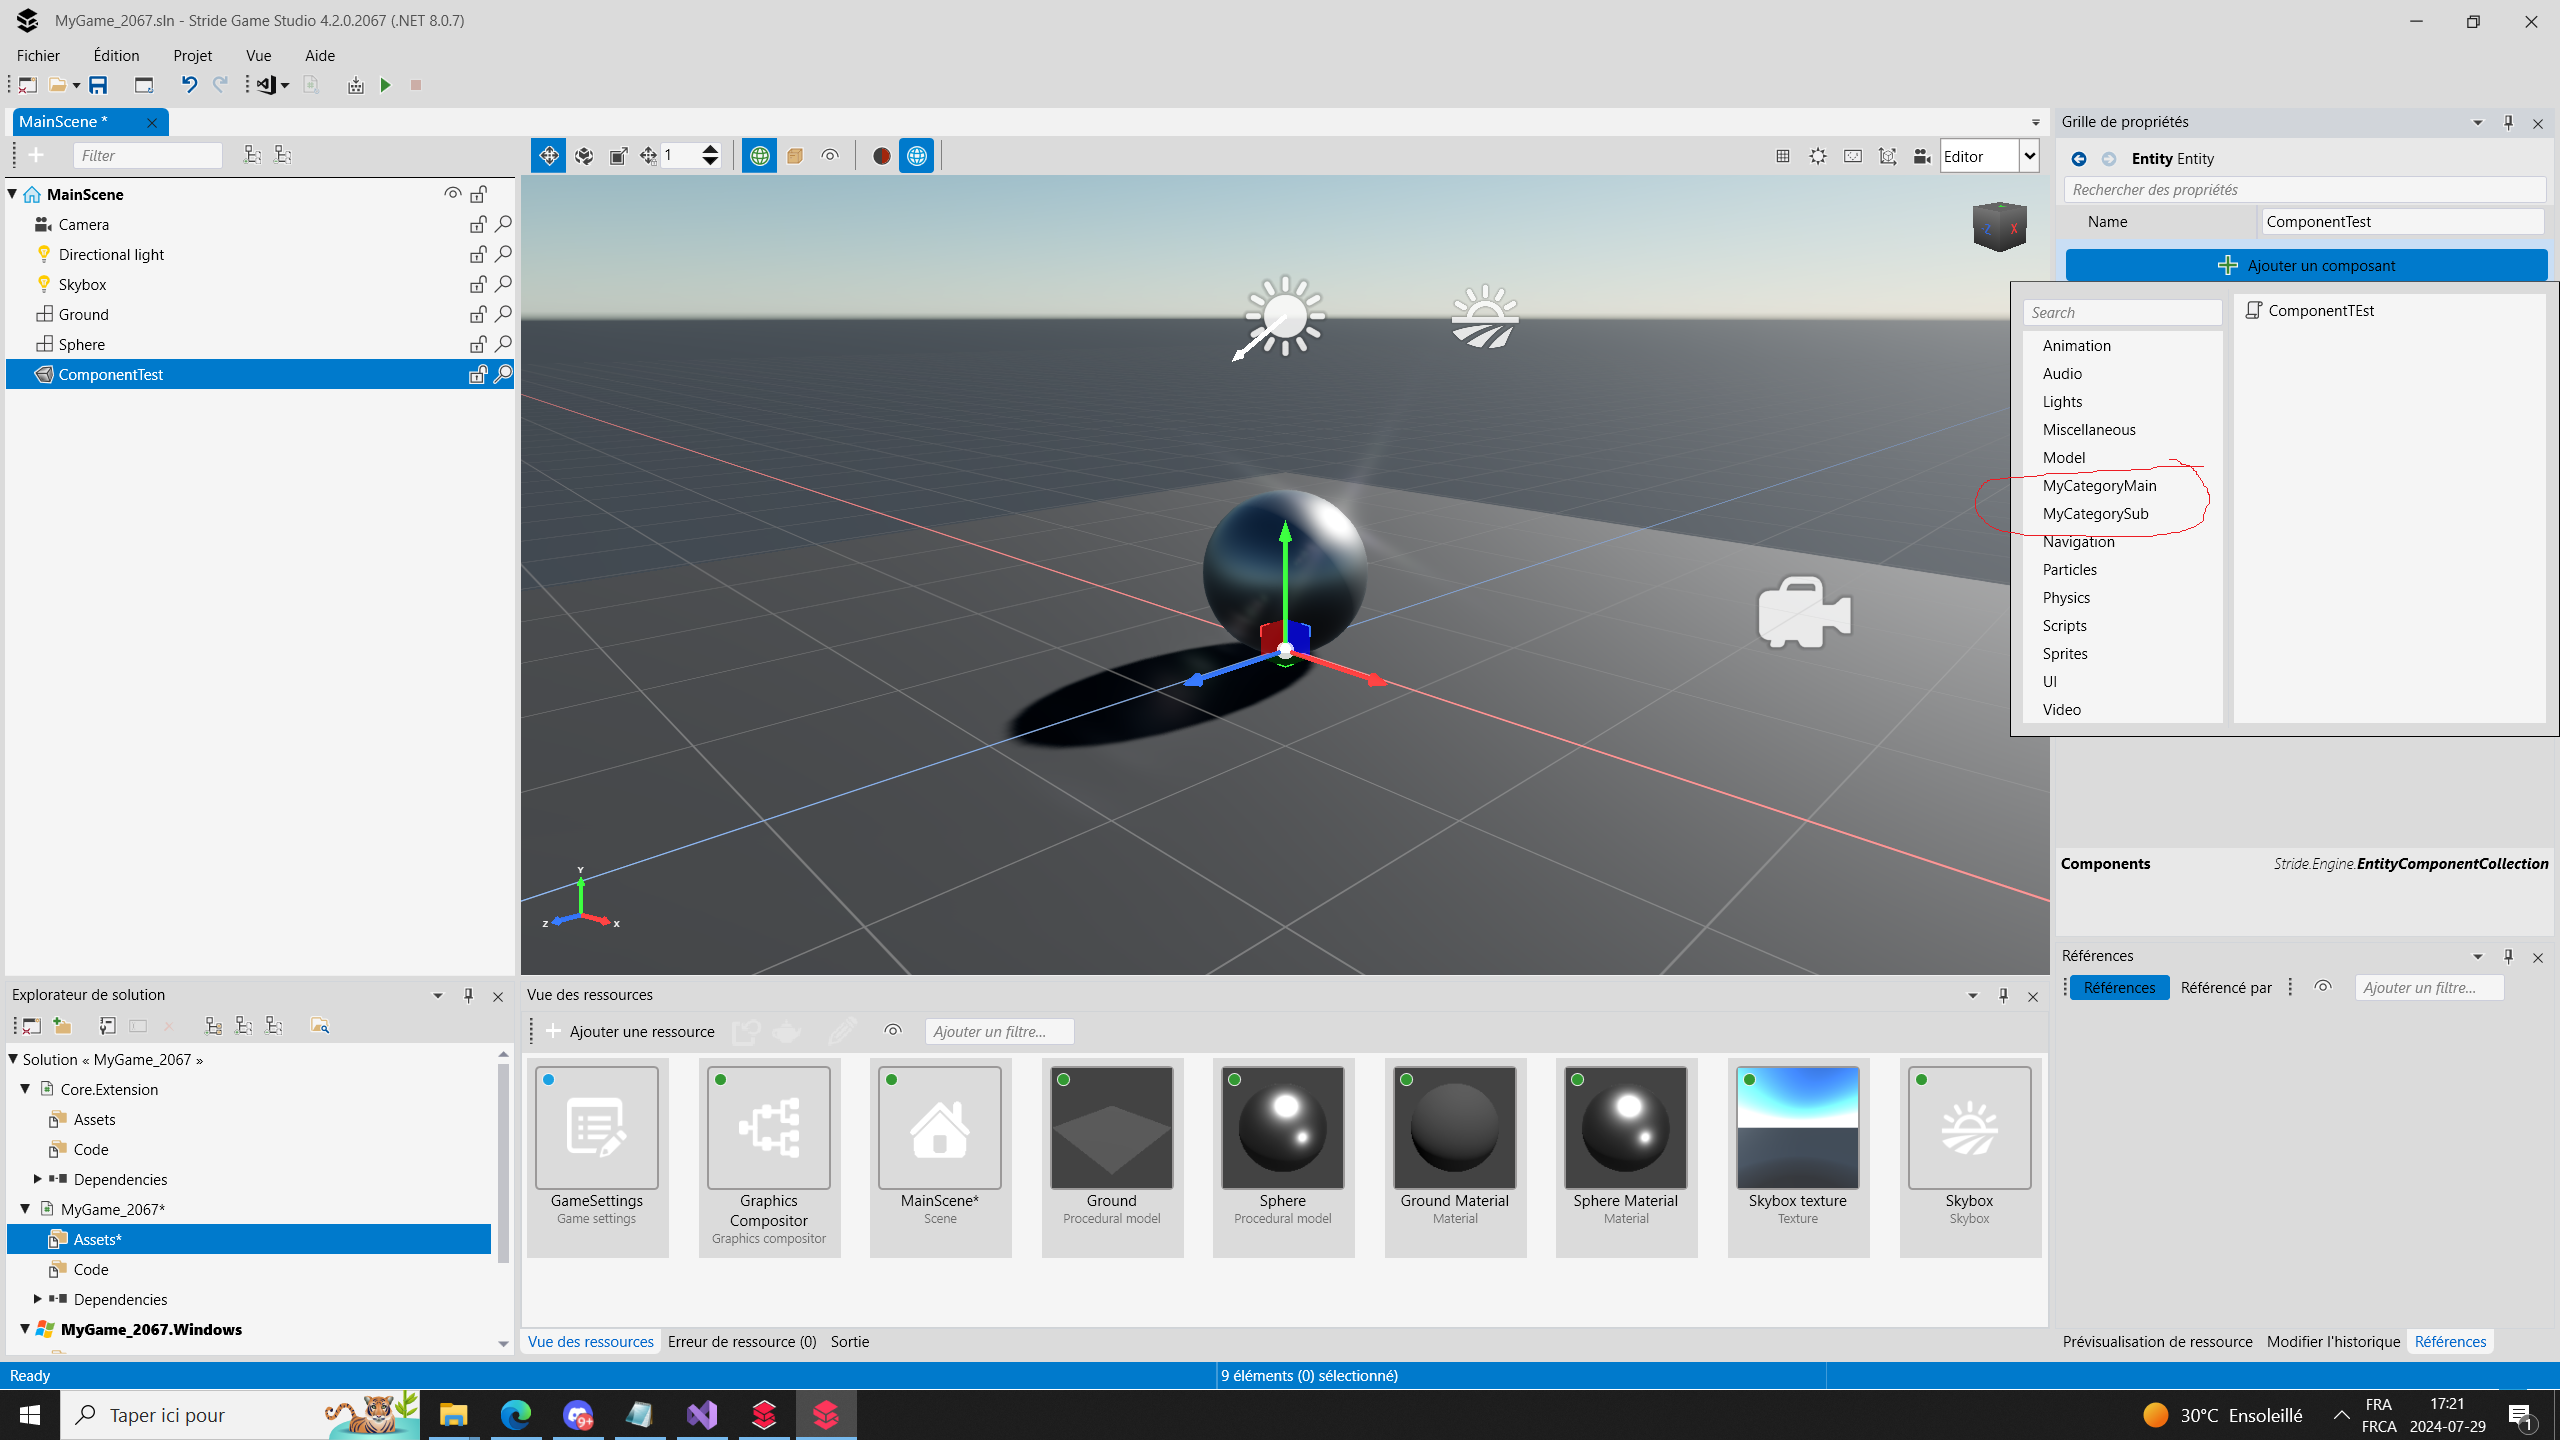 MyGame_2067.sln - Stride Game Studio 4.2.0.2067 (.NET 8.0.7)
Fichier Édition Projet Vue Aide
MainScene *
Filter
1
Editor
MainScene
Camera
Directional light
Skybox
Ground
Sphere
ComponentTest
-Z X
Y
Z X
Grille de propriétés
Entity Entity
Rechercher des propriétés
Name ComponentTest
Ajouter un composant
Search
ComponentTEst
Animation
Audio
Lights
Miscellaneous
Model
MyCategoryMain
MyCategorySub
Navigation
Particles
Physics
Scripts
Sprites
UI
Video
Components Stride.Engine.EntityComponentCollection
Références
Références Référencé par Ajouter un filtre...
Explorateur de solution
Solution « MyGame_2067 »
Core.Extension
Assets
Code
Dependencies
MyGame_2067*
Assets*
Code
Dependencies
MyGame_2067.Windows
Vue des ressources
Ajouter une ressource Ajouter un filtre...
GameSettings
Game settings
Graphics
Compositor
Graphics compositor
MainScene*
Scene
Ground
Procedural model
Sphere
Procedural model
Ground Material
Material
Sphere Material
Material
Skybox texture
Texture
Skybox
Skybox
Vue des ressources Erreur de ressource (0) Sortie
Prévisualisation de ressource Modifier l'historique Références
Ready
9 éléments (0) sélectionné)
Taper ici pour
9+
30°C Ensoleillé
FRA
FRCA
17:21
2024-07-29
1